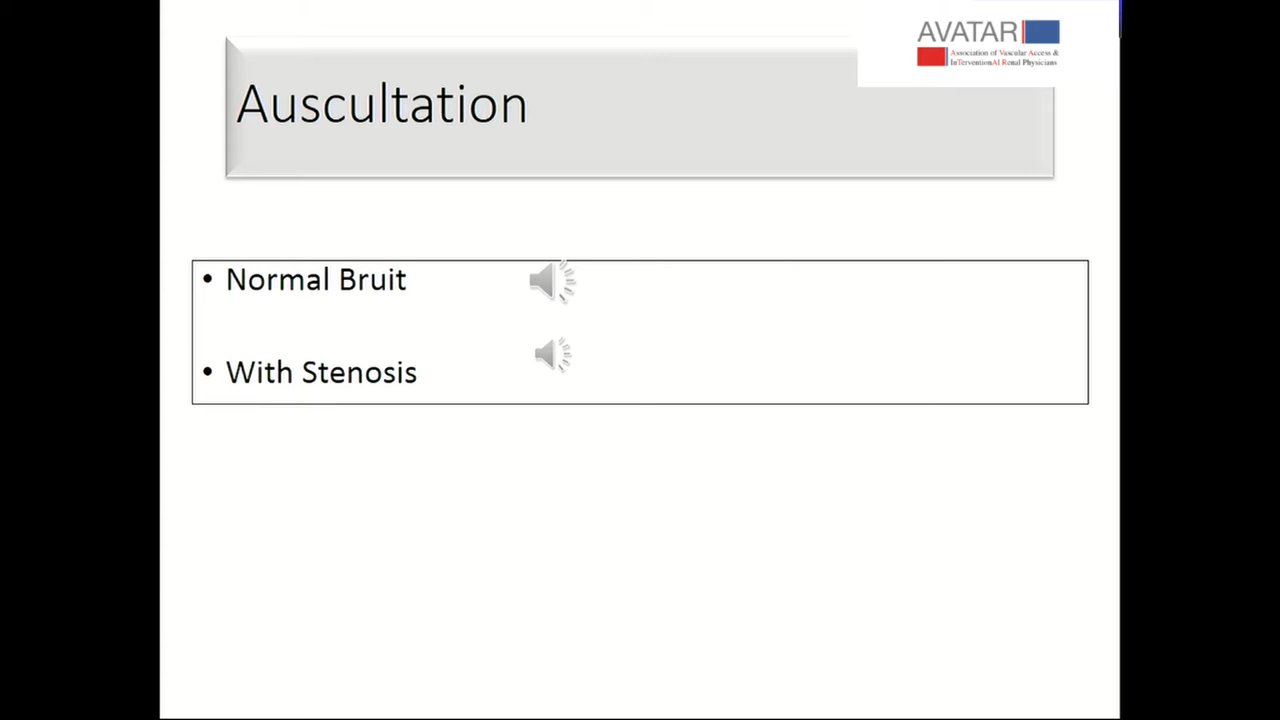 AVATAR
Association of Vascular Access &
InTerventionAl Renal Physicians
Auscultation
• Normal Bruit
• With Stenosis